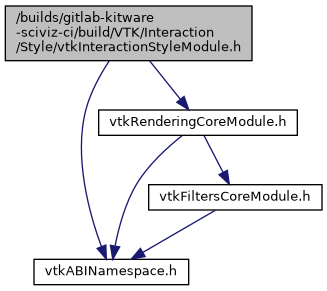 /builds/gitlab-kitware
-sciviz-ci/build/VTK/Interaction
/Style/vtkInteractionStyleModule.h
vtkRenderingCoreModule.h
vtkFiltersCoreModule.h
vtkABINamespace.h